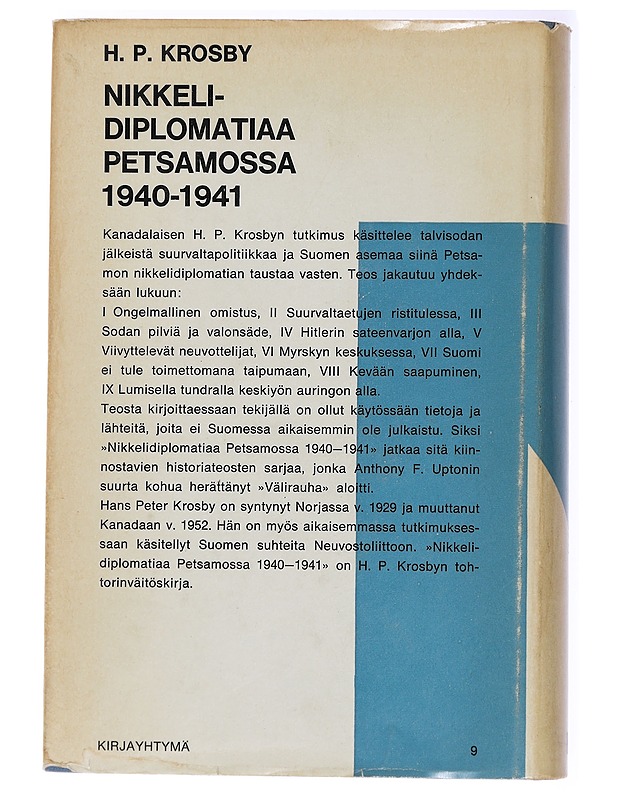 H. P. KROSBY
NIKKELI-
DIPLOMATIAA
PETSAMOSSA
1940-1941
Kanadalaisen H. P. Krosbyn tutkimus käsittelee talvisodan
jälkeistä suurvaltapolitiikkaa ja Suomen asemaa siinä Petsa-
mon nikkelidiplomatian taustaa vasten. Teos jakautuu yhdek-
sään lukuun:
I Ongelmallinen omistus, II Suurvaltaetujen ristitulessa, III
Sodan pilviä ja valonsäde, IV Hitlerin sateenvarjon alla, V
Viivyttelevät neuvottelijat, VI Myrskyn keskuksessa, VII Suomi
ei tule toimettomana taipumaan, VIII Kevään saapuminen,
IX Lumisella tundralla keskiyön auringon alla.
Teosta kirjoittaessaan tekijällä on ollut käytössään tietoja ja
lähteitä, joita ei Suomessa aikaisemmin ole julkaistu. Siksi
»Nikkelidiplomatiaa Petsamossa 1940—1941» jatkaa sitä kiin-
nostavien historiateosten sarjaa, jonka Anthony F. Uptonin
suurta kohua herättänyt »Välirauha» aloitti.
Hans Peter Krosby on syntynyt Norjassa v. 1929 ja muuttanut
Kanadaan v. 1952. Hän on myös aikaisemmassa tutkimukses-
saan käsitellyt Suomen suhteita Neuvostoliittoon. »Nikkeli-
diplomatiaa Petsamossa 1940—1941» on H. P. Krosbyn toh-
torinväitöskirja.
KIRJAYHTYMÄ
9